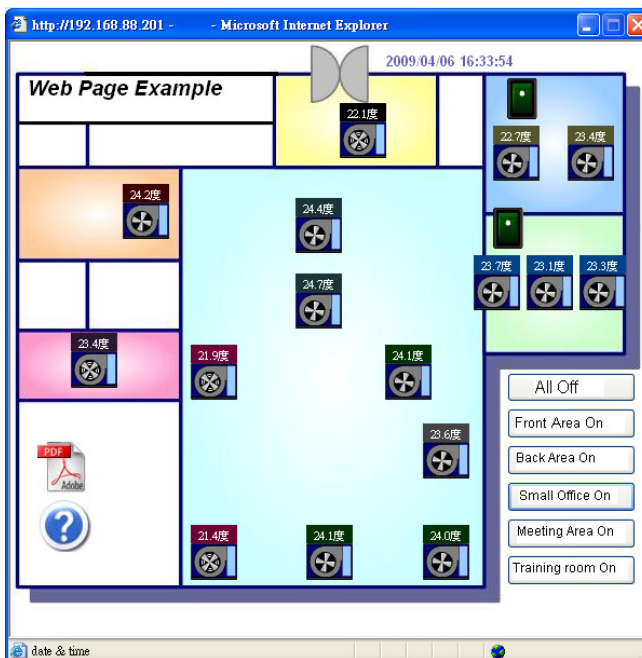 http://192.168.88.201 - - Microsoft Internet Explorer
2009/04/06 16:33:54
Web Page Example
22.1度
22.7度
23.4度
24.2度
24.4度
23.7度
23.1度
23.3度
24.7度
23.4度
21.9度
24.1度
All Off
Front Area On
23.6度
Back Area On
PDF
Adobe
Small Office On
?
21.4度
24.1度
24.0度
Meeting Area On
Training room On
date & time